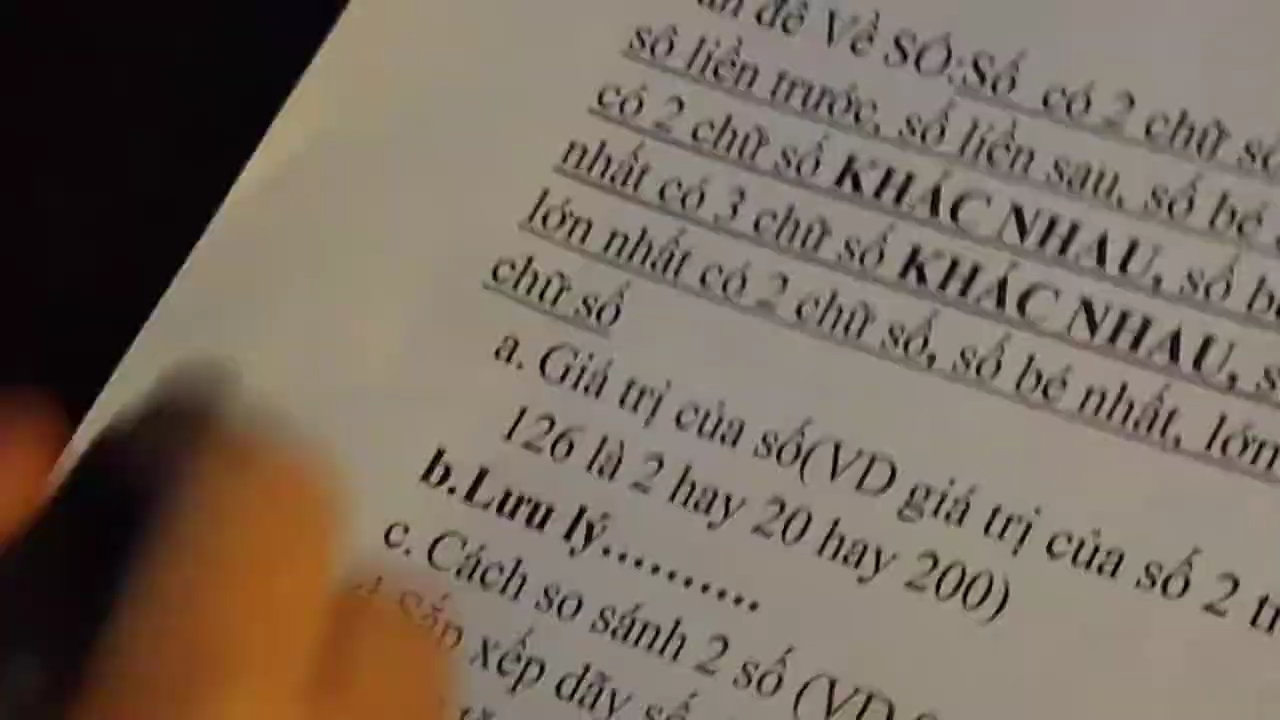 đề Về SỐ:Số có 2 chữ
số liền trước, số liền sau, số bé
có 2 chữ số KHÁC NHAU, số
nhất có 3 chữ số KHÁC NHAU,
lớn nhất có 2 chữ số, số bé nhất, lớn
chữ số
a. Giá trị của số(VD giá trị của số 2
126 là 2 hay 20 hay 200)
b.Lưu lý..........
c. Cách so sánh 2 số (VD
Sắp xếp dãy số